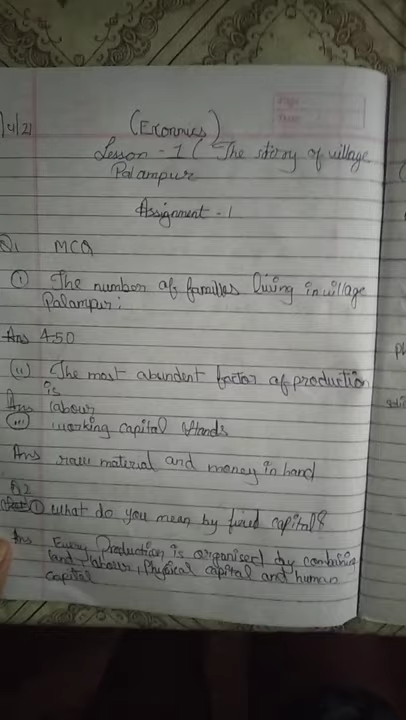 /4/21
(Economics)
Lesson - 1 ( The story of village
Palampur
Assignment - 1
Q1 MCQ
(i) The number of families living in village
Palampur :
Ans 450
(ii) The most abundent factor of production
is
Ans labour
(iii) working capital stands
Ans raw material and money in hand
Q2
(i) What do you mean by fixed capital?
Ans Every Production is organised by combining
land, labour, Physical capital and human
capital